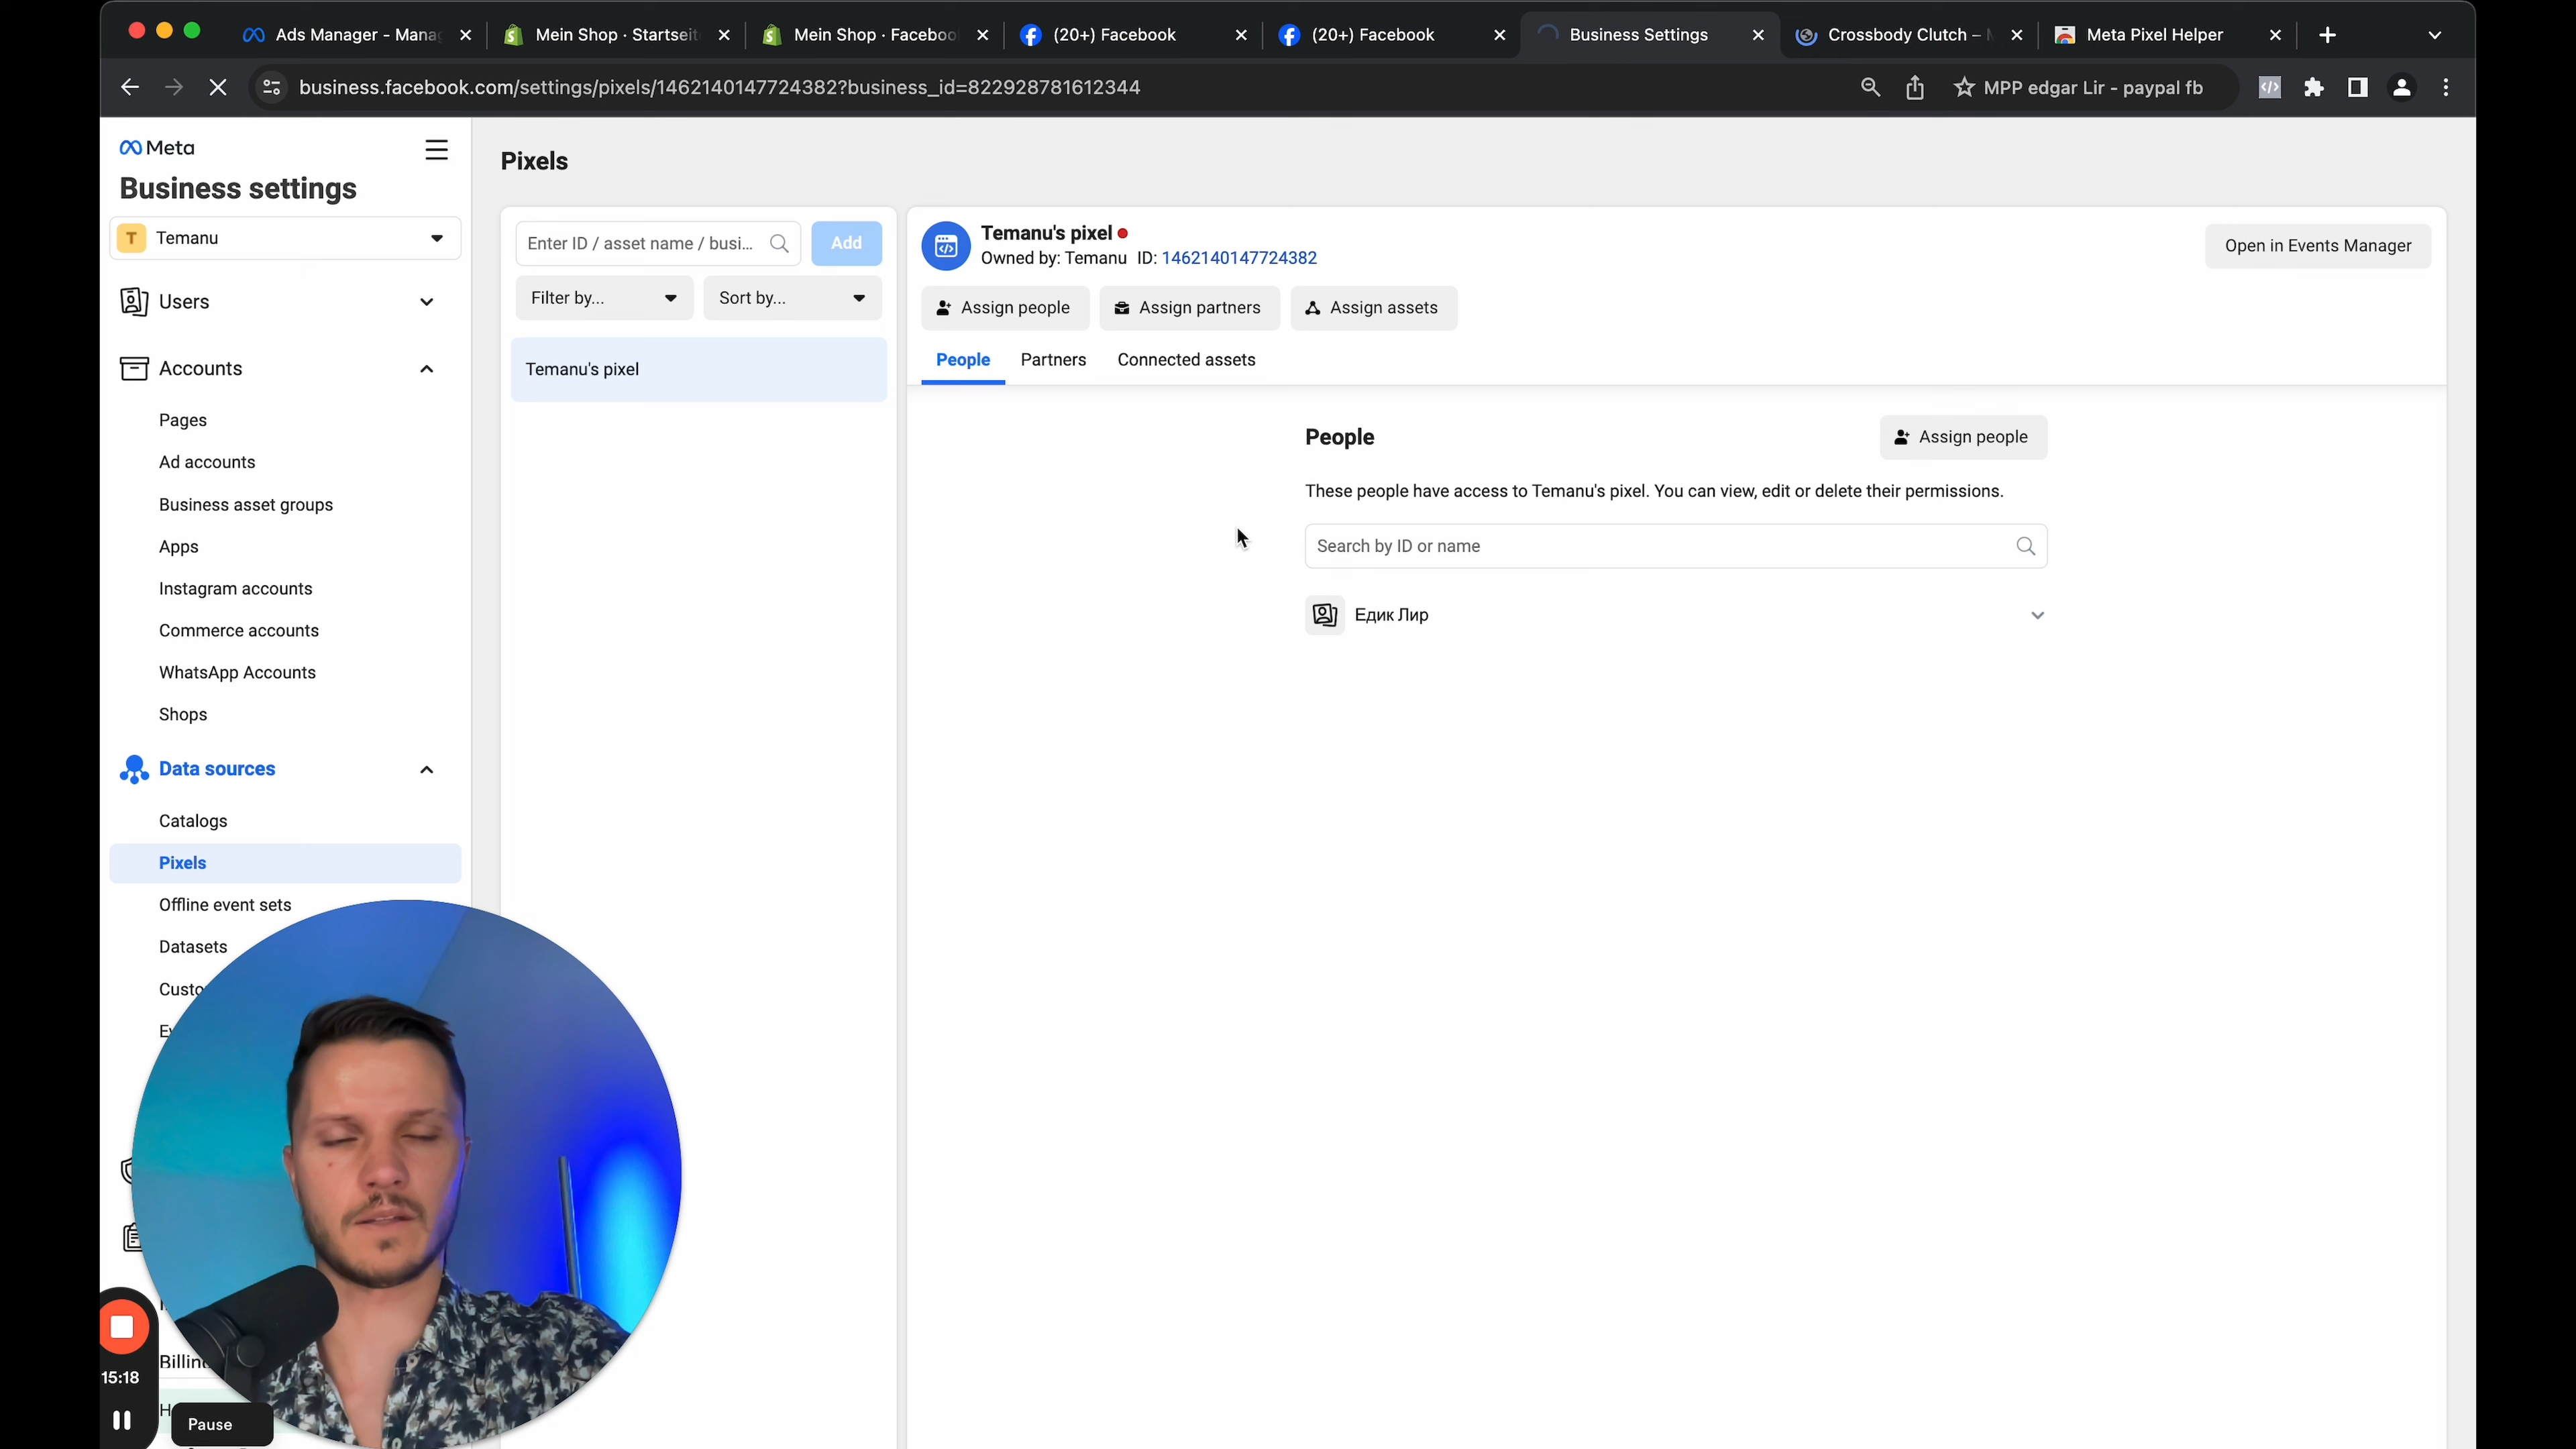 Ads Manager - Mana
Mein Shop · Startseit
Mein Shop · Faceboo
(20+) Facebook
(20+) Facebook
Business Settings
Crossbody Clutch –
Meta Pixel Helper
business.facebook.com/settings/pixels/1462140147724382?business_id=822928781612344
MPP edgar Lir - paypal fb
Meta
Business settings
T Temanu
Users
Accounts
Pages
Ad accounts
Business asset groups
Apps
Instagram accounts
Commerce accounts
WhatsApp Accounts
Shops
Data sources
Catalogs
Pixels
Offline event sets
Datasets
Custo
Billin
15:18
Pause
Pixels
Enter ID / asset name / busi...
Add
Filter by...
Sort by...
Temanu's pixel
Temanu's pixel
Owned by: Temanu ID: 1462140147724382
Open in Events Manager
Assign people
Assign partners
Assign assets
People
Partners
Connected assets
People
Assign people
These people have access to Temanu's pixel. You can view, edit or delete their permissions.
Search by ID or name
Едик Лир